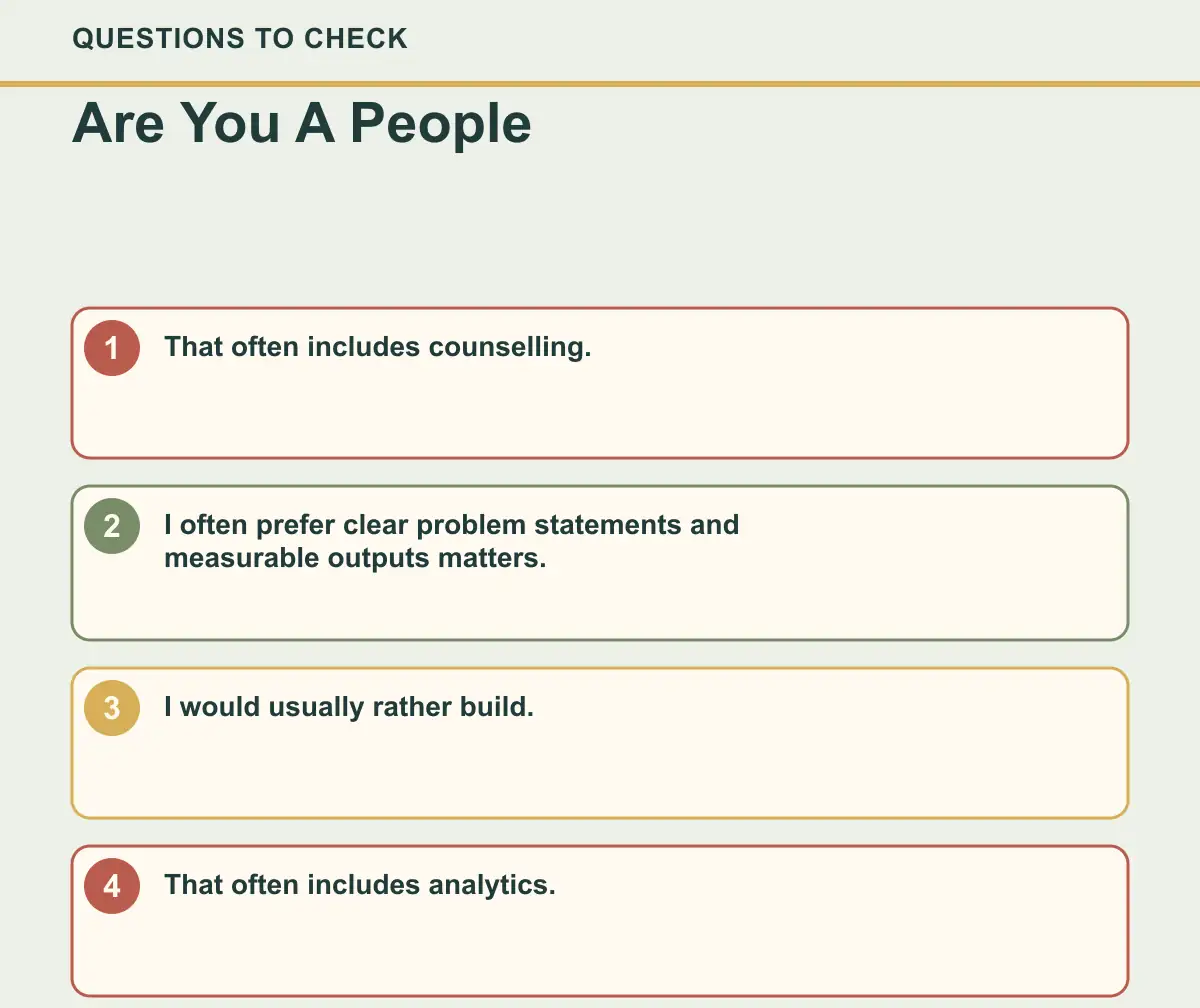 QUESTIONS TO CHECK
Are You A People
1
That often includes counselling.
2
I often prefer clear problem statements and
measurable outputs matters.
3
I would usually rather build.
4
That often includes analytics.